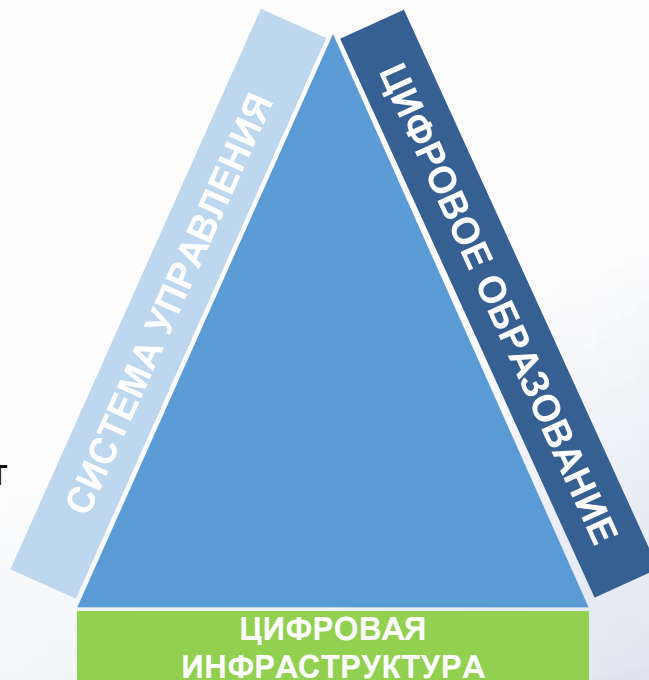 СИСТЕМА УПРАВЛЕНИЯ
ЦИФРОВОЕ ОБРАЗОВАНИЕ
т
ЦИФРОВАЯ
ИНФРАСТРУКТУРА